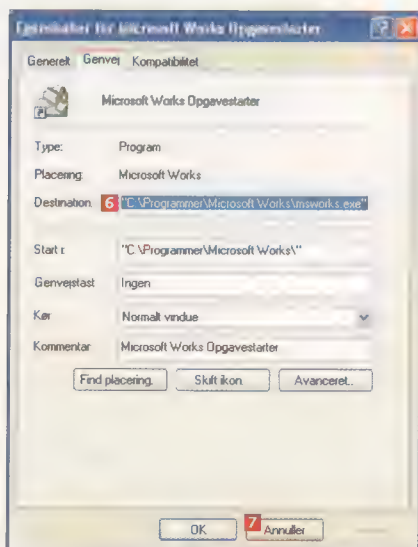 Egenskaber for Microsoft Works Opgavestarter
Generelt Genvej Kompatibilitet
Microsoft Works Opgavestarter
Type: Program
Placering: Microsoft Works
Destination: 6 "C:\Programmer\Microsoft Works\msworks.exe"
Start i: "C:\Programmer\Microsoft Works\"
Genvejstast Ingen
Kør Normalt vindue
Kommentar Microsoft Works Opgavestarter
Find placering. Skift ikon Avanceret..
OK 7 Annuller